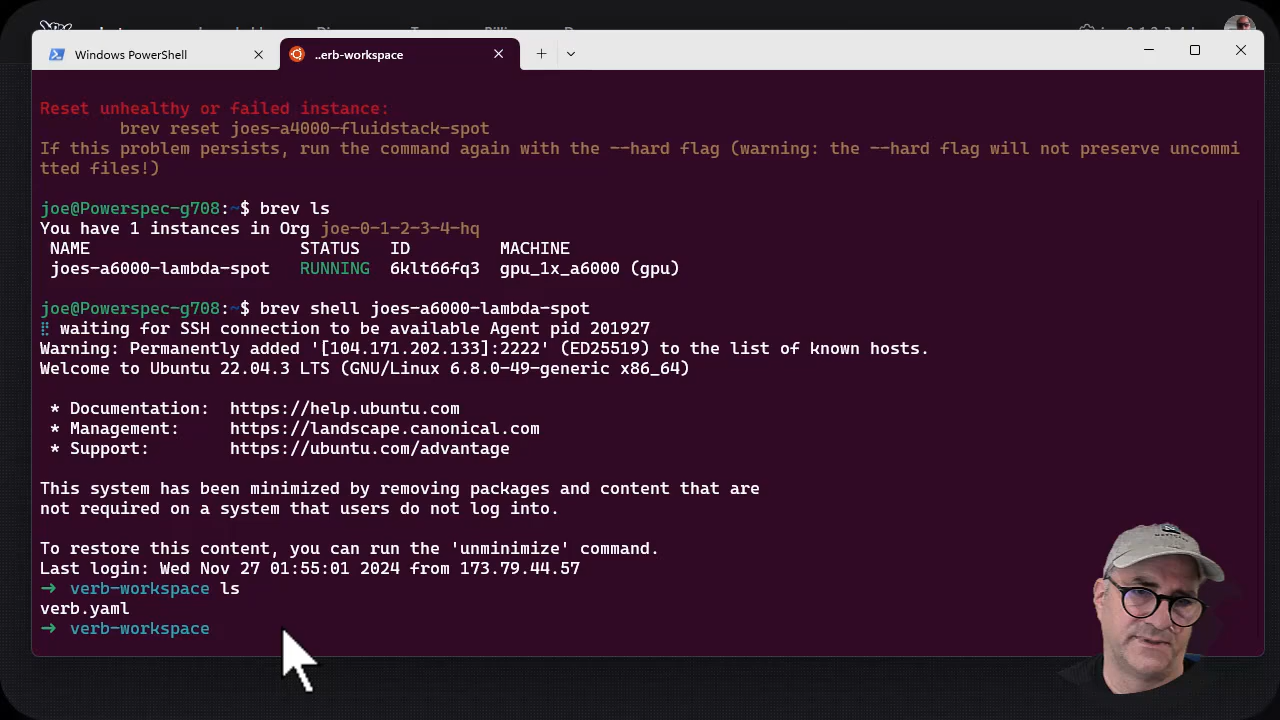 Windows PowerShell
..erb-workspace
Reset unhealthy or failed instance:
brev reset joes-a4000-fluidstack-spot
If this problem persists, run the command again with the --hard flag (warning: the --hard flag will not preserve uncommi
tted files!)
joe@Powerspec-g708:~$ brev ls
You have 1 instances in Org joe-0-1-2-3-4-hq
NAME STATUS ID MACHINE
joes-a6000-lambda-spot RUNNING 6klt66fq3 gpu_1x_a6000 (gpu)
joe@Powerspec-g708:~$ brev shell joes-a6000-lambda-spot
⣟ waiting for SSH connection to be available Agent pid 201927
Warning: Permanently added '[104.171.202.133]:2222' (ED25519) to the list of known hosts.
Welcome to Ubuntu 22.04.3 LTS (GNU/Linux 6.8.0-49-generic x86_64)
* Documentation: https://help.ubuntu.com
* Management: https://landscape.canonical.com
* Support: https://ubuntu.com/advantage
This system has been minimized by removing packages and content that are
not required on a system that users do not log into.
To restore this content, you can run the 'unminimize' command.
Last login: Wed Nov 27 01:55:01 2024 from 173.79.44.57
→ verb-workspace ls
verb.yaml
→ verb-workspace